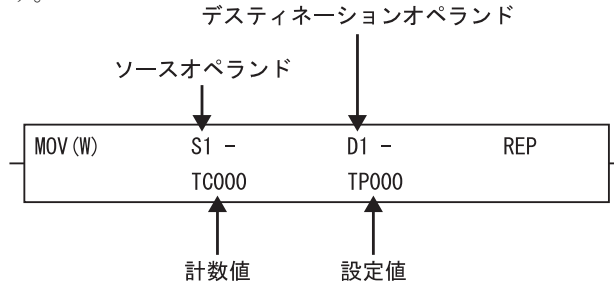 す。
デスティネーションオペランド
ソースオペランド
MOV(W) S1 - D1 - REP
TC000 TP000
計数値 設定値